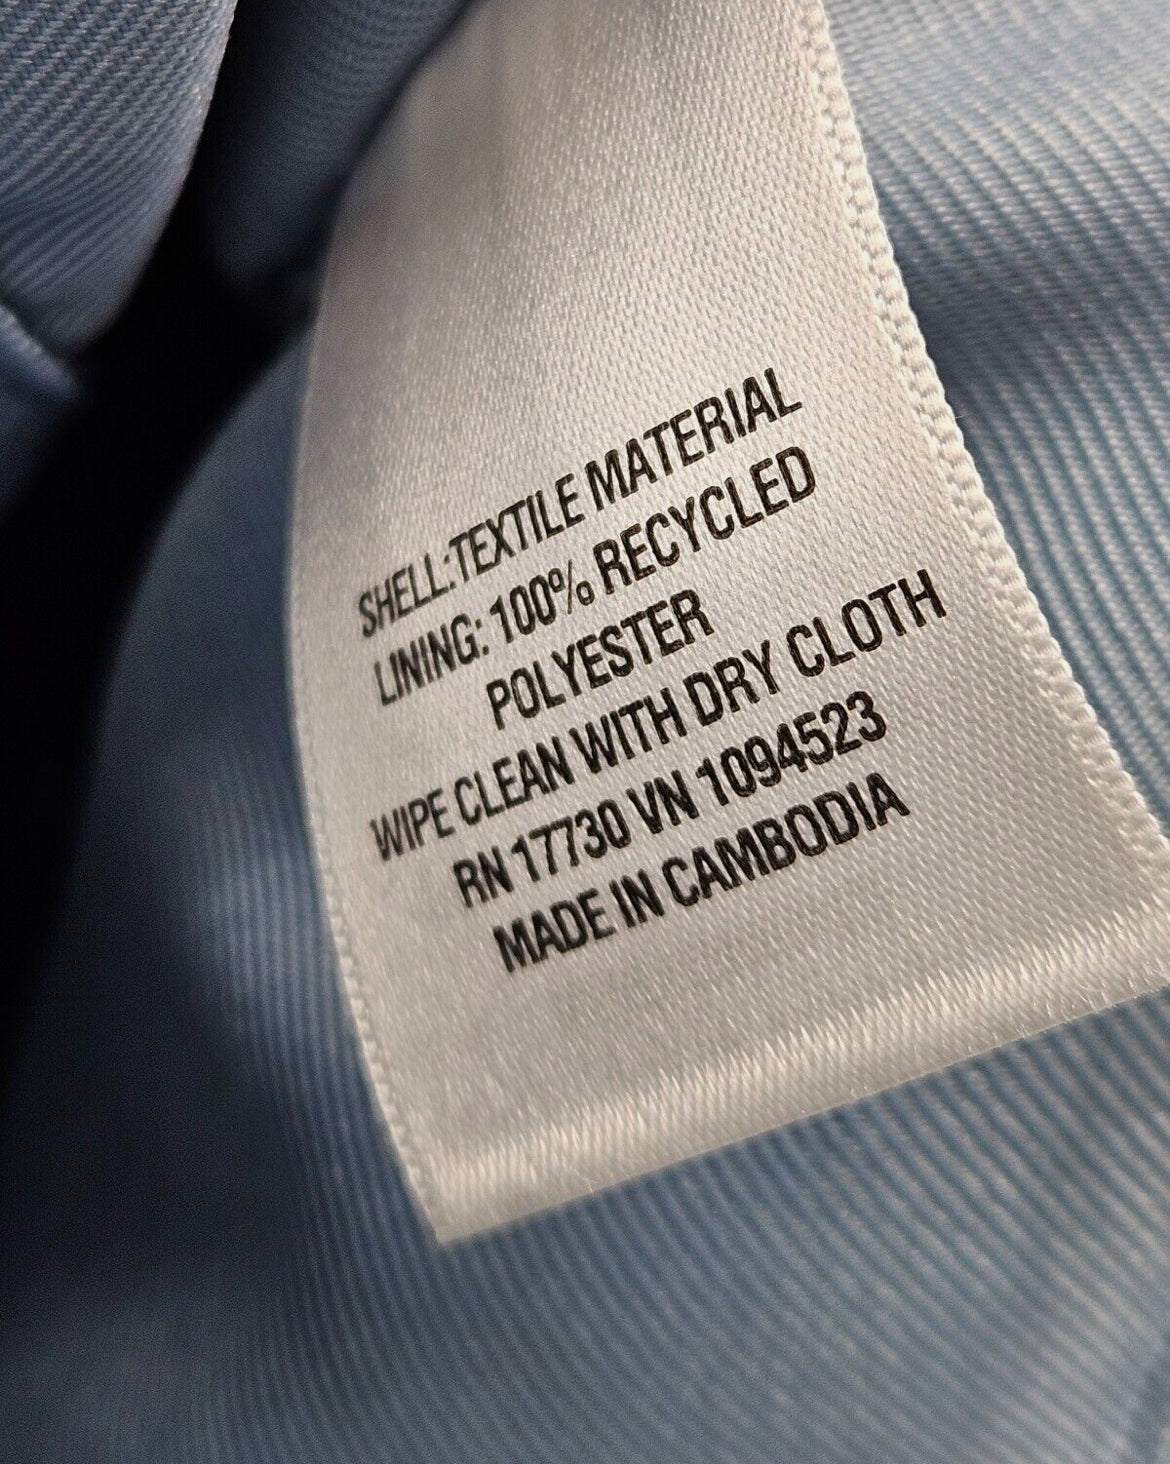 SHELL:TEXTILE MATERIAL
LINING: 100% RECYCLED
POLYESTER
WIPE CLEAN WITH DRY CLOTH
RN 17730 VN 1094523
MADE IN CAMBODIA